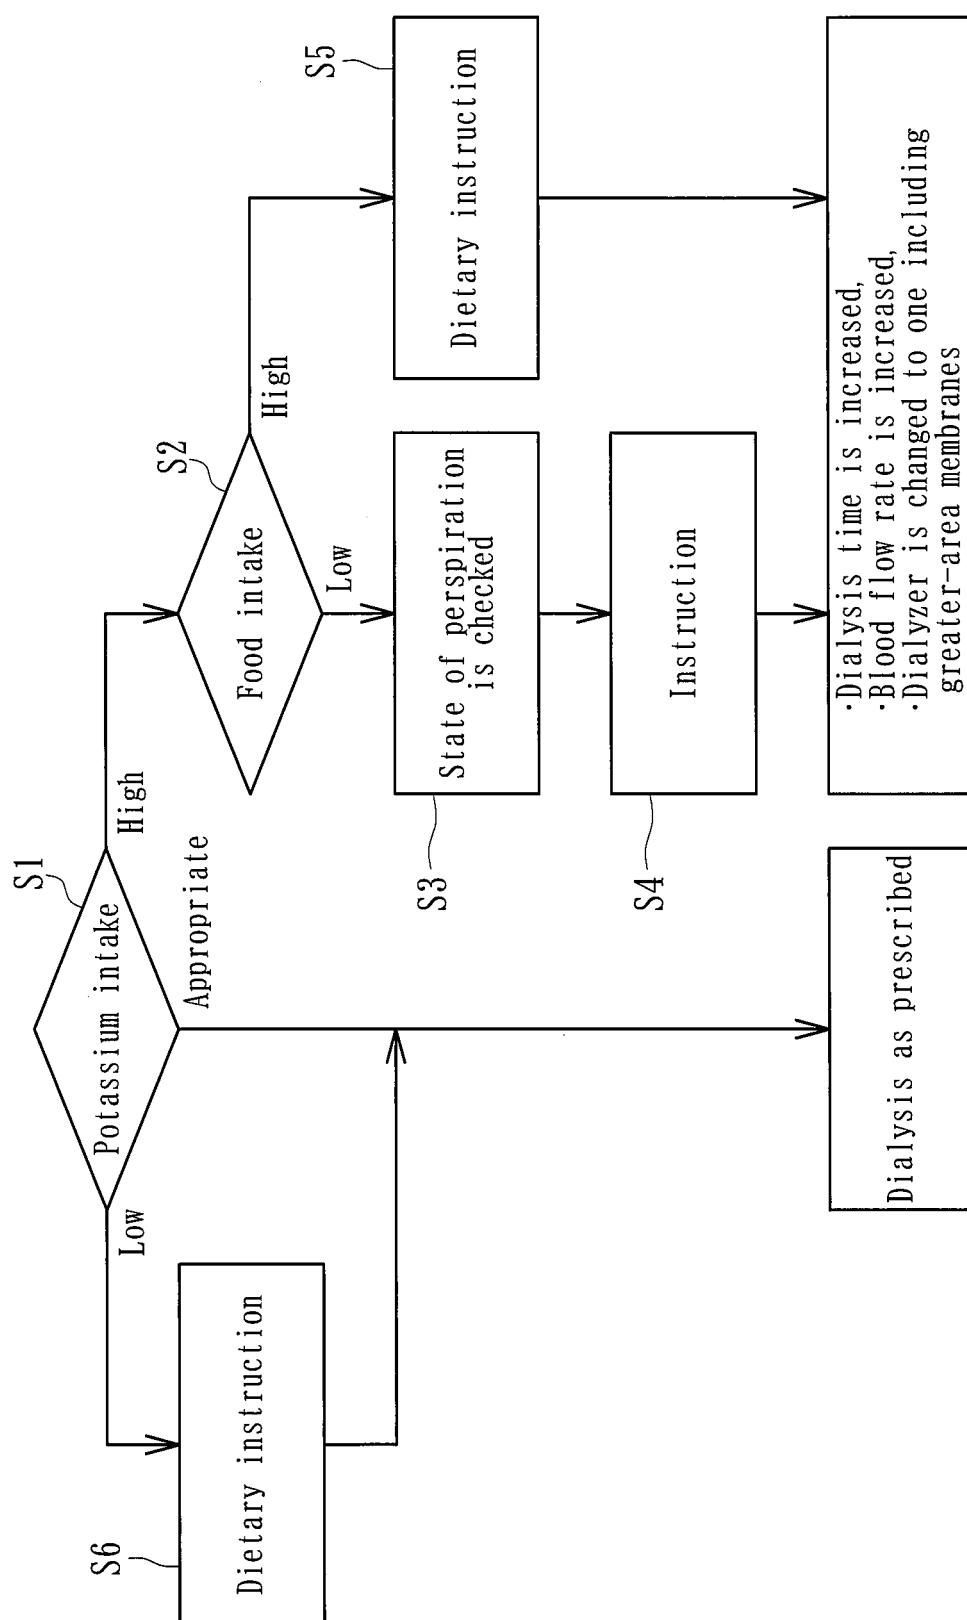 S1
Potassium intake
Low
Appropriate
High
S2
Food intake
Low
High
S6
Dietary instruction
S3
State of perspiration
is checked
S5
Dietary instruction
S4
Instruction
Dialysis as prescribed
·Dialysis time is increased,
·Blood flow rate is increased,
·Dialyzer is changed to one including
greater-area membranes